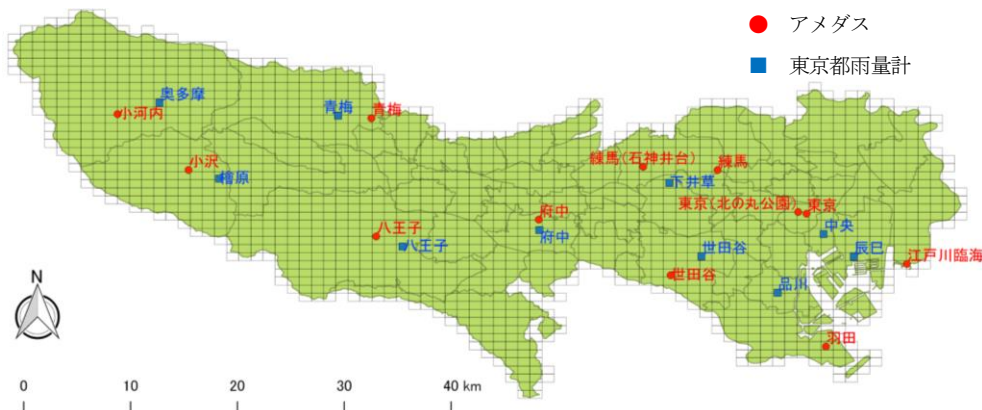 アメダス
東京都雨量計
奥多摩
小河内
青梅
青梅
小沢
檜原
練馬(石神井台)
練馬
下井草
東京(北の丸公園)
東京
府中
府中
中央
八王子
八王子
世田谷
辰巳
江戸川臨海
世田谷
品川
羽田
N
0 10 20 30 40 km